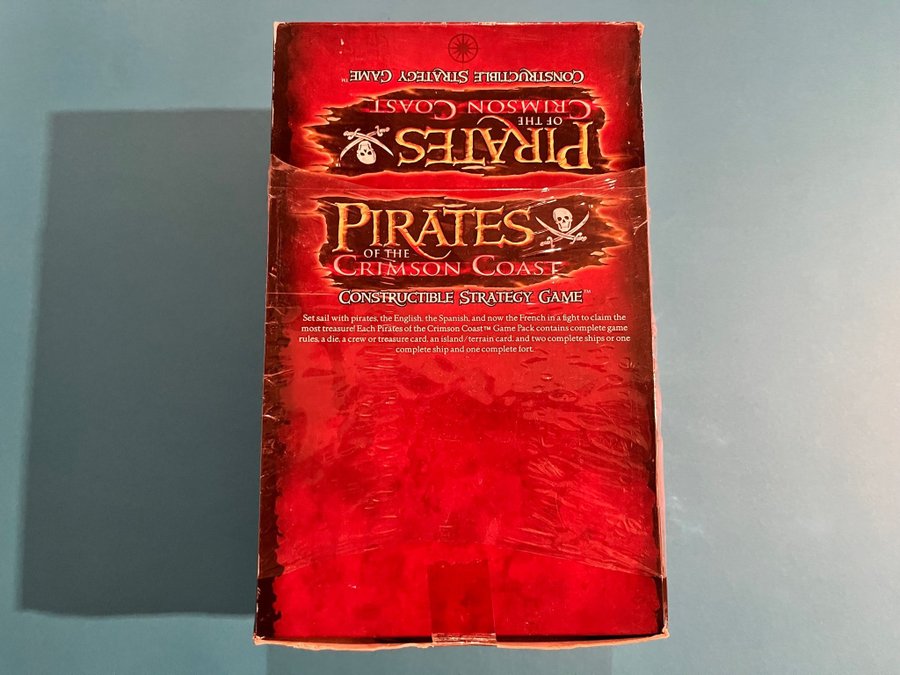 CONSTRUCTIBLE STRATEGY GAME™
CRIMSON COAST
OF THE
PIRATES
PIRATES
OF THE
CRIMSON COAST
CONSTRUCTIBLE STRATEGY GAME™
Set sail with pirates, the English, the Spanish, and now the French in a fight to claim the
most treasure! Each Pirates of the Crimson Coast™ Game Pack contains complete game
rules, a die, a crew or treasure card, an island/terrain card, and two complete ships or one
complete ship and one complete fort.